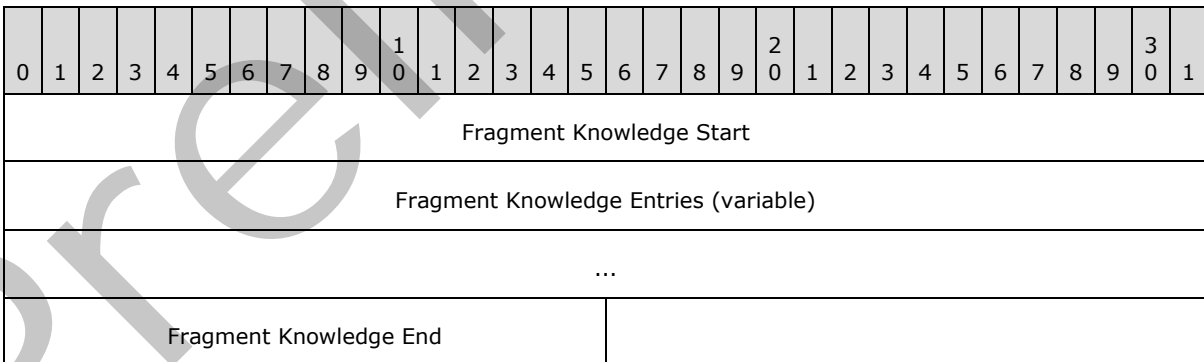 1 2 3
0 1 2 3 4 5 6 7 8 9 0 1 2 3 4 5 6 7 8 9 0 1 2 3 4 5 6 7 8 9 0 1
Fragment Knowledge Start
Fragment Knowledge Entries (variable)
...
Fragment Knowledge End
Prel